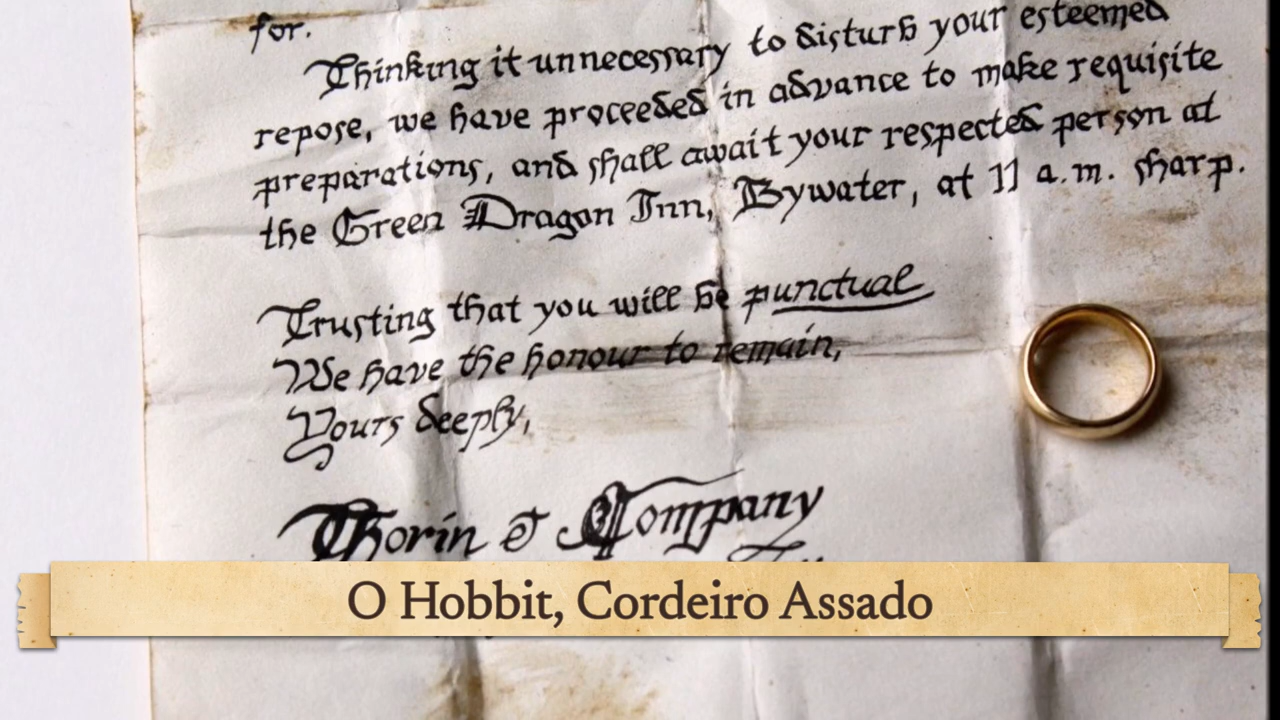 for.
Thinking it unnecessary to disturb your esteemed
repose, we have proceeded in advance to make requisite
preparations, and shall await your respected person at
the Green Dragon Inn, Bywater, at 11 a.m. sharp.
Trusting that you will be punctual
We have the honour to remain,
Yours deeply,
Thorin & Company
O Hobbit, Cordeiro Assado